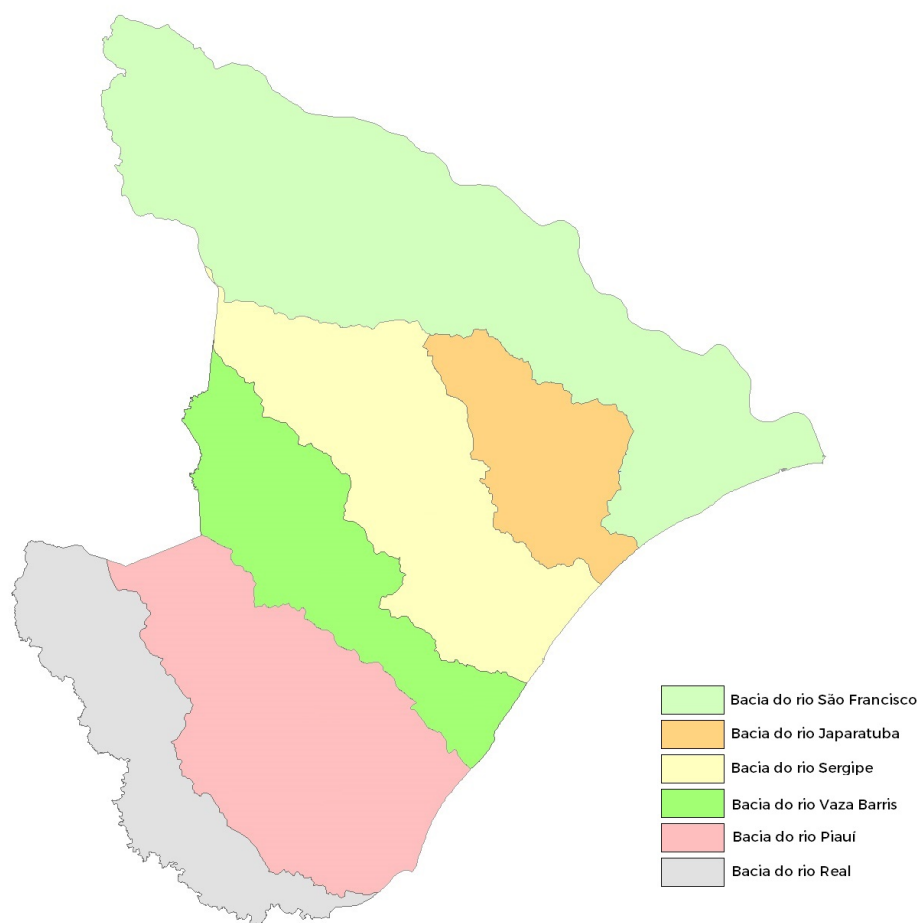 Bacia do rio São Francisco
Bacia do rio Japaratuba
Bacia do rio Sergipe
Bacia do rio Vaza Barris
Bacia do rio Piauí
Bacia do rio Real